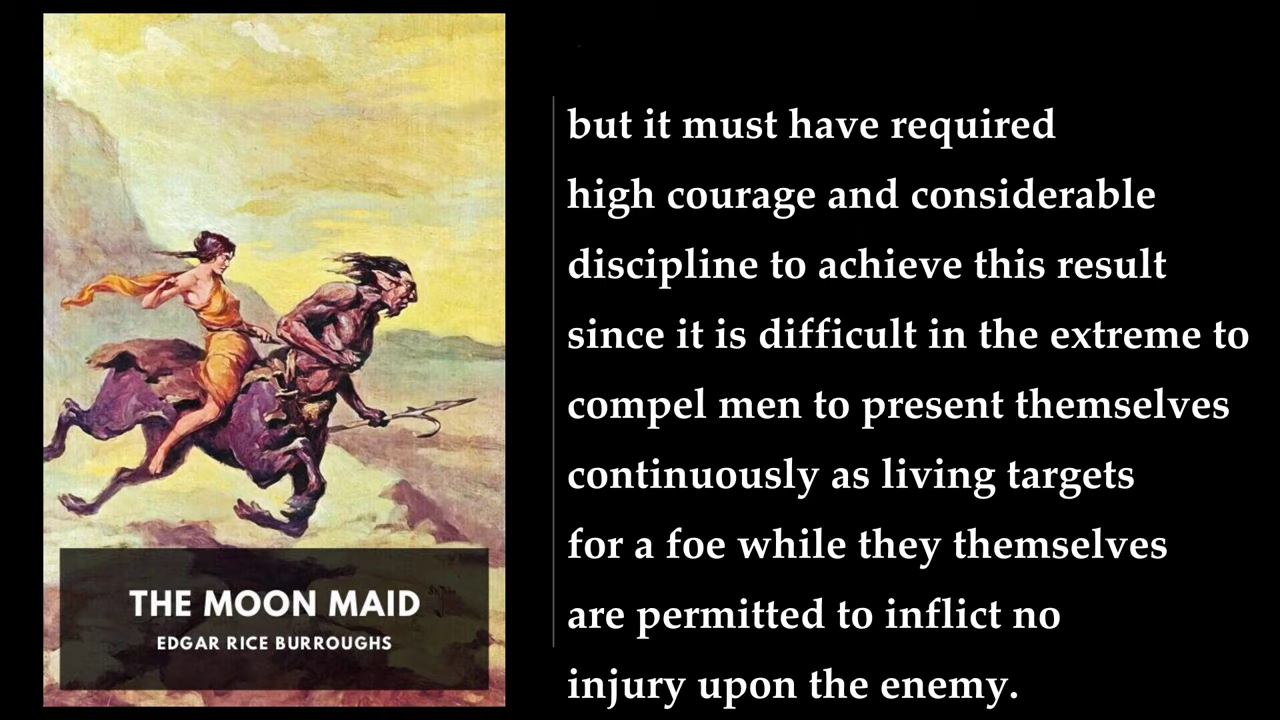 THE MOON MAID
EDGAR RICE BURROUGHS
but it must have required
high courage and considerable
discipline to achieve this result
since it is difficult in the extreme to
compel men to present themselves
continuously as living targets
for a foe while they themselves
are permitted to inflict no
injury upon the enemy.